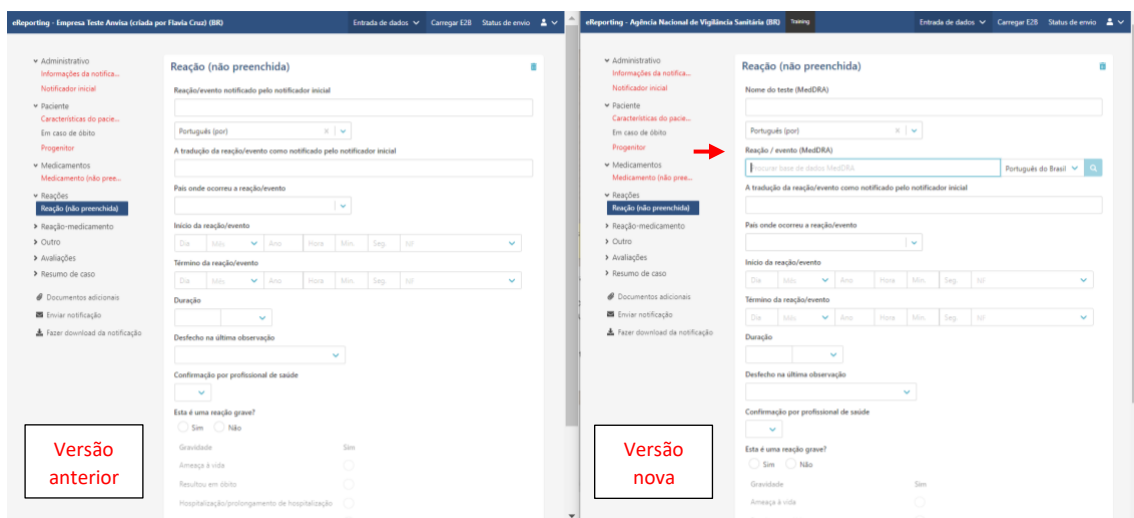 eReporting - Empresa Teste Anvisa (criada por Flavia Cruz) (BR)
Entrada de dados Carregar E2B Status de envio
Administrativo
Informações da notifica...
Notificador inicial
Paciente
Características do pacie...
Em caso de óbito
Progenitor
Medicamentos
Medicamento (não pree...
Reações
Reação (não preenchida)
Reação-medicamento
Outro
Avaliações
Resumo de caso
Documentos adicionais
Enviar notificação
Fazer download da notificação
Reação (não preenchida)
Reação/evento notificado pelo notificador inicial
Português (por)
A tradução da reação/evento como notificado pelo notificador inicial
País onde ocorreu a reação/evento
Início da reação/evento
Dia Mês Ano Hora Min. Seg. NF
Término da reação/evento
Dia Mês Ano Hora Min. Seg. NF
Duração
Desfecho na última observação
Confirmação por profissional de saúde
Esta é uma reação grave?
Sim Não
Gravidade Sim
Ameaça à vida
Resultou em óbito
Hospitalização/prolongamento de hospitalização
Versão
anterior
eReporting - Agência Nacional de Vigilância Sanitária (BR) Training
Entrada de dados Carregar E2B Status de envio
Administrativo
Informações da notifica...
Notificador inicial
Paciente
Características do pacie...
Em caso de óbito
Progenitor
Medicamentos
Medicamento (não pree...
Reações
Reação (não preenchida)
Reação-medicamento
Outro
Avaliações
Resumo de caso
Documentos adicionais
Enviar notificação
Fazer download da notificação
Reação (não preenchida)
Nome do teste (MedDRA)
Português (por)
Reação / evento (MedDRA)
Procurar base de dados MedDRA Português do Brasil
A tradução da reação/evento como notificado pelo notificador inicial
País onde ocorreu a reação/evento
Início da reação/evento
Dia Mês Ano Hora Min. Seg. NF
Término da reação/evento
Dia Mês Ano Hora Min. Seg. NF
Duração
Desfecho na última observação
Confirmação por profissional de saúde
Esta é uma reação grave?
Sim Não
Gravidade Sim
Ameaça à vida
Versão
nova